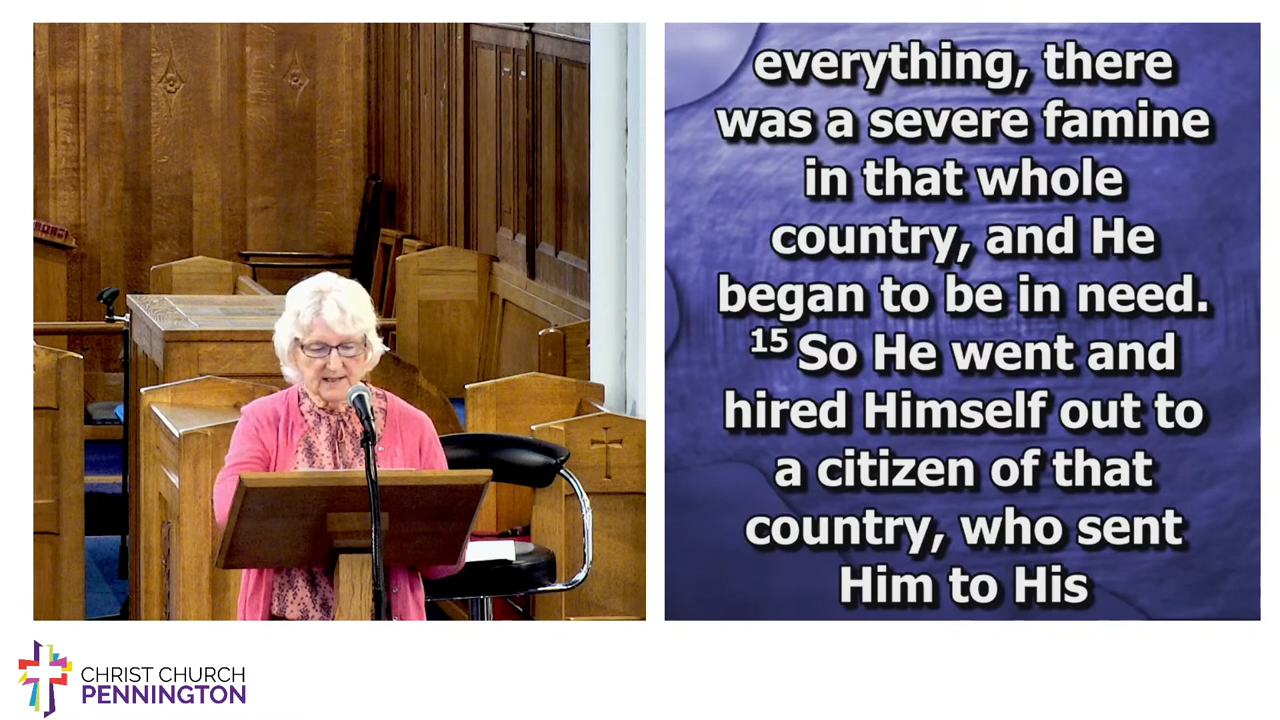 everything, there
was a severe famine
in that whole
country, and He
began to be in need.
15 So He went and
hired Himself out to
a citizen of that
country, who sent
Him to His
CHRIST CHURCH
PENNINGTON